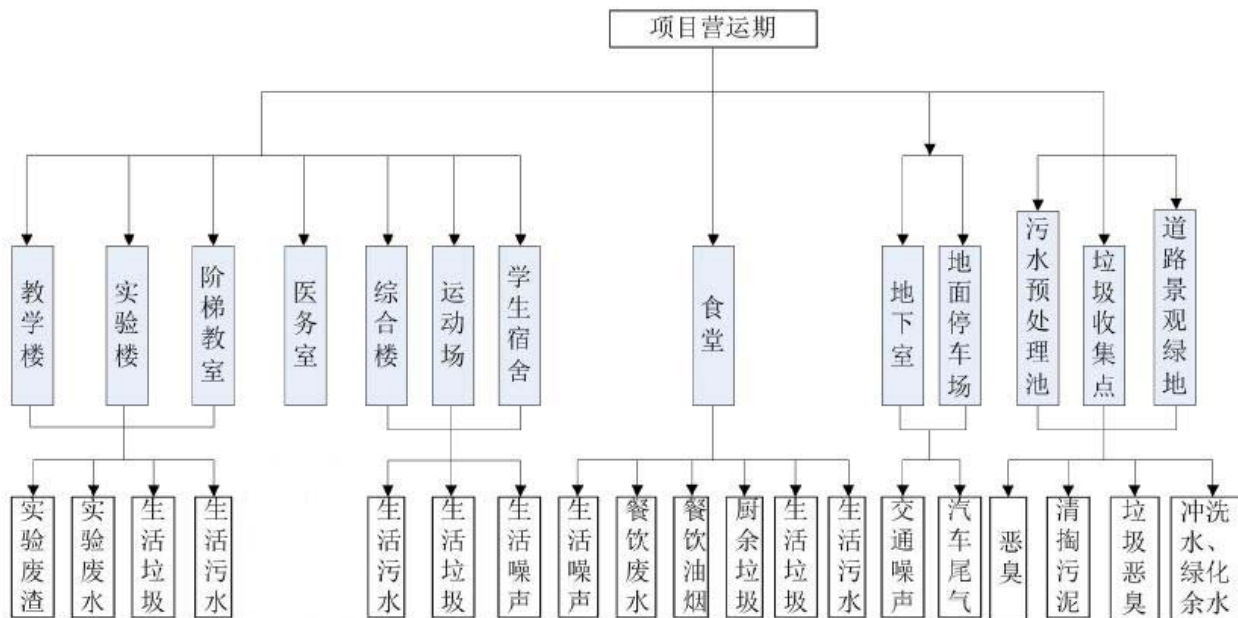 项目营运期
教学楼
实验楼
阶梯教室
医务室
综合楼
运动场
学生宿舍
食堂
地下室
地面停车场
污水预处理池
垃圾收集点
道路景观绿地
实验废渣
实验废水
生活垃圾
生活污水
生活污水
生活垃圾
生活噪声
生活噪声
餐饮废水
餐饮油烟
厨余垃圾
生活垃圾
生活污水
交通噪声
汽车尾气
恶臭
清掏污泥
垃圾恶臭
冲洗
水、
绿化
余水